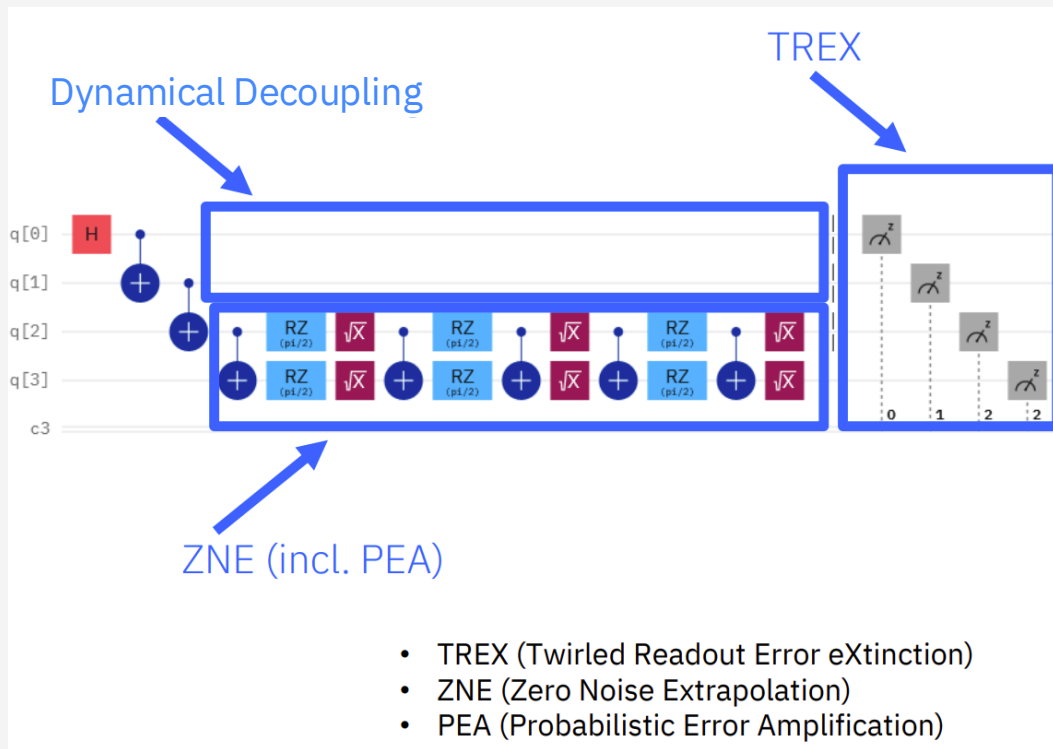 TREX
Dynamical Decoupling
q[0] H z
q[1] z
q[2] RZ (pi/2) √X RZ (pi/2) √X RZ (pi/2) √X z
q[3] RZ (pi/2) √X RZ (pi/2) √X RZ (pi/2) √X z
c3 0 1 2 2
ZNE (incl. PEA)
• TREX (Twirled Readout Error eXtinction)
• ZNE (Zero Noise Extrapolation)
• PEA (Probabilistic Error Amplification)